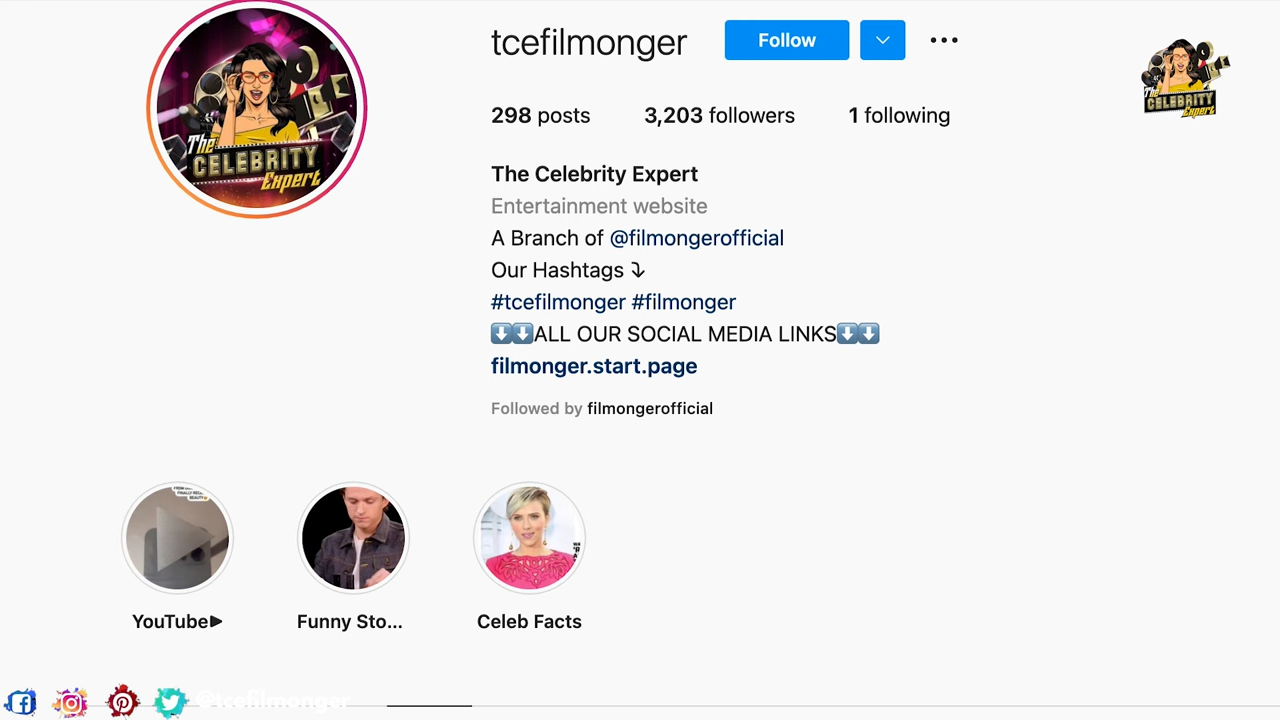 tcefilmonger
Follow
298 posts 3,203 followers 1 following
The Celebrity Expert
Entertainment website
A Branch of @filmongerofficial
Our Hashtags ⤵
#tcefilmonger #filmonger
⬇️⬇️ALL OUR SOCIAL MEDIA LINKS⬇️⬇️
filmonger.start.page
Followed by filmongerofficial
The
CELEBRITY
Expert
The
CELEBRITY
Expert
YouTube▶
Funny Sto...
Celeb Facts
@tcefilmonger